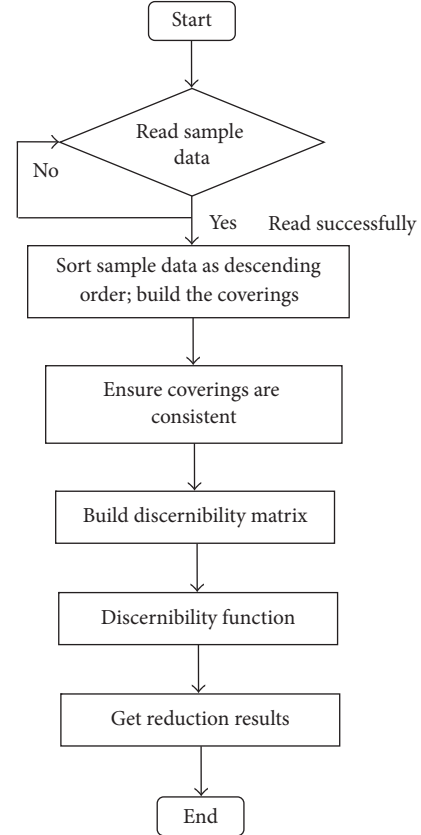 Start
Read sample
data
No
Yes
Read successfully
Sort sample data as descending
order; build the coverings
Ensure coverings are
consistent
Build discernibility matrix
Discernibility function
Get reduction results
End